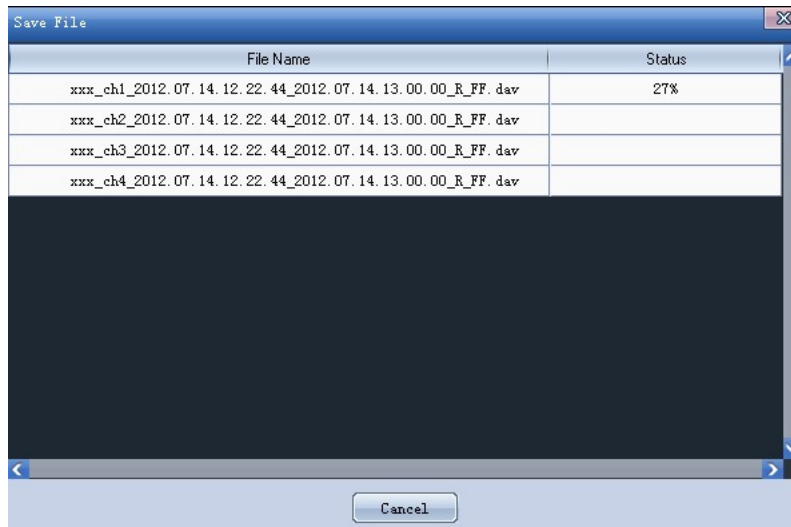 Save File
File Name Status
xxx_ch1_2012.07.14.12.22.44_2012.07.14.13.00.00_R_FF.dav 27%
xxx_ch2_2012.07.14.12.22.44_2012.07.14.13.00.00_R_FF.dav
xxx_ch3_2012.07.14.12.22.44_2012.07.14.13.00.00_R_FF.dav
xxx_ch4_2012.07.14.12.22.44_2012.07.14.13.00.00_R_FF.dav
Cancel